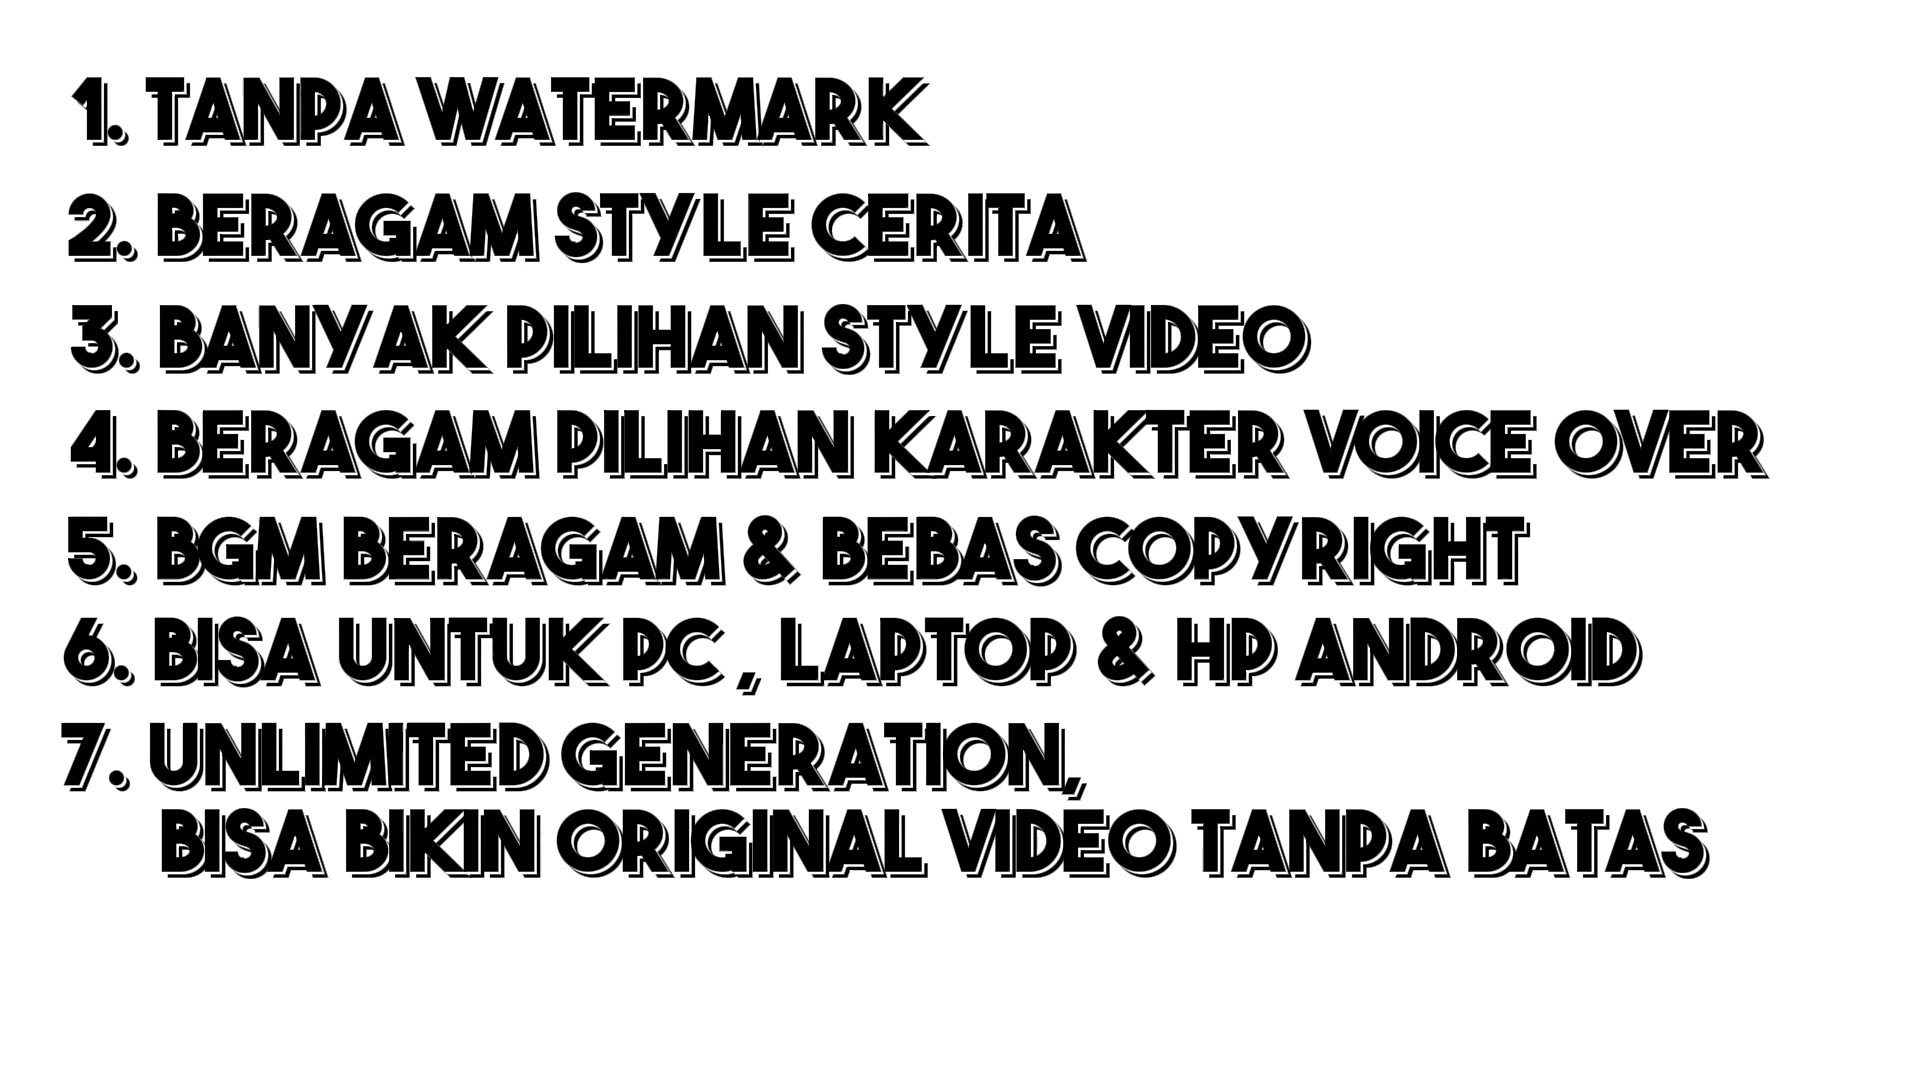 1. TANPA WATERMARK
2. BERAGAM STYLE CERITA
3. BANYAK PILIHAN STYLE VIDEO
4. BERAGAM PILIHAN KARAKTER VOICE OVER
5. BGM BERAGAM & BEBAS COPYRIGHT
6. BISA UNTUK PC , LAPTOP & HP ANDROID
7. UNLIMITED GENERATION,
BISA BIKIN ORIGINAL VIDEO TANPA BATAS